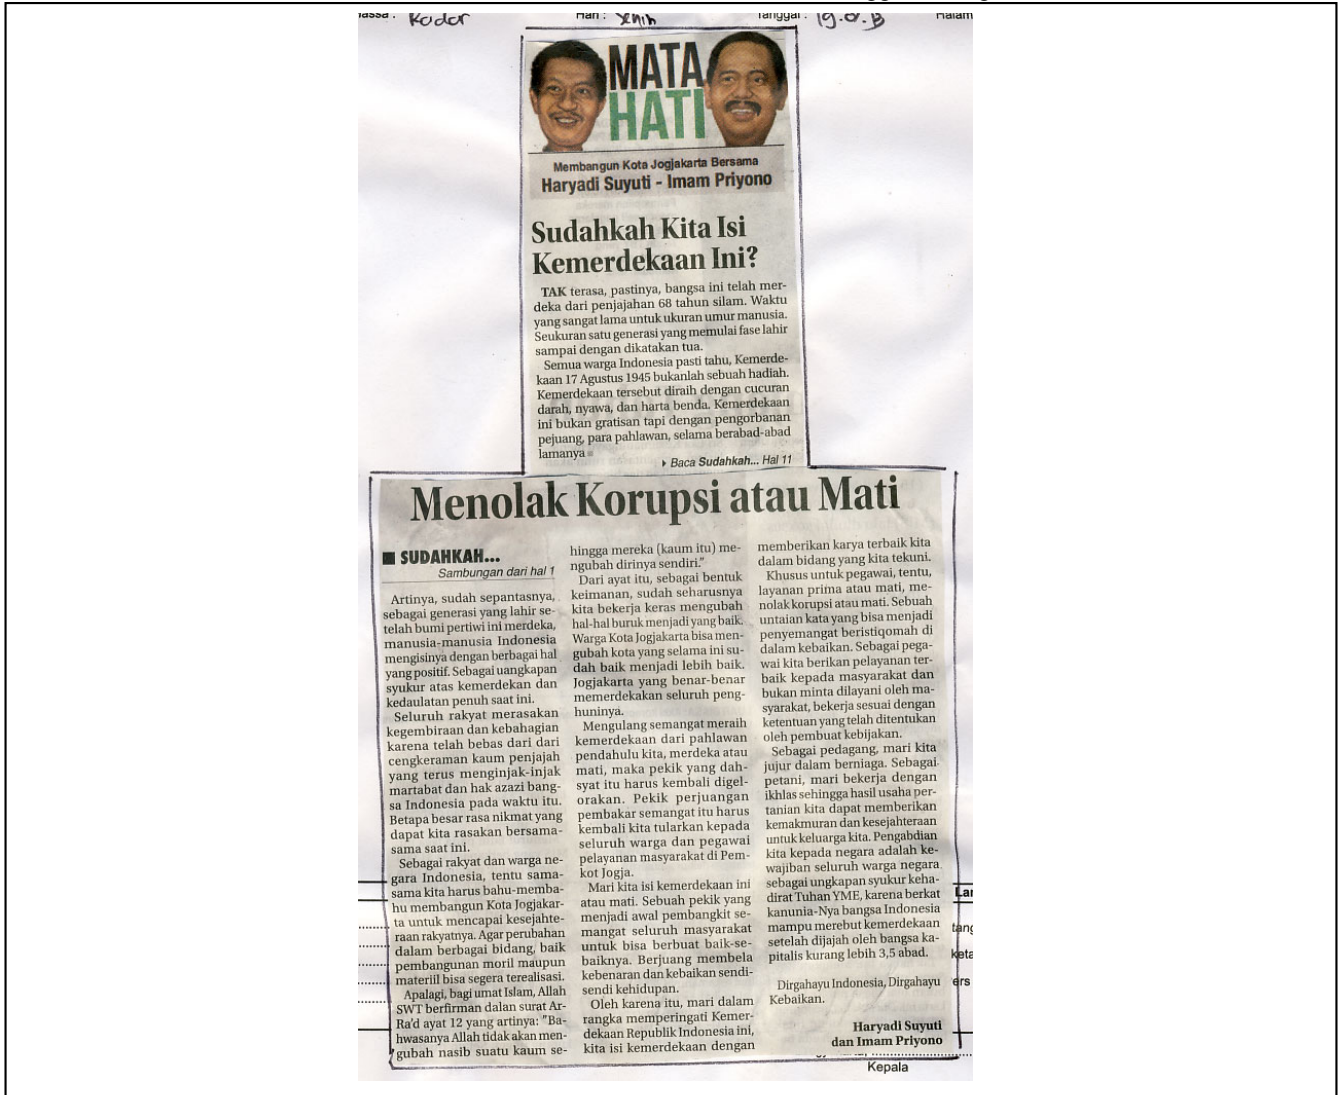 assa :
Radar
Hari :
Senin
Tanggal :
19.8.13
Halam
MATA
HATI
Membangun Kota Jogjakarta Bersama
Haryadi Suyuti - Imam Priyono
Sudahkah Kita Isi
Kemerdekaan Ini?
TAK terasa, pastinya, bangsa ini telah mer-
deka dari penjajahan 68 tahun silam. Waktu
yang sangat lama untuk ukuran umur manusia.
Seukuran satu generasi yang memulai fase lahir
sampai dengan dikatakan tua.
Semua warga Indonesia pasti tahu, Kemerde-
kaan 17 Agustus 1945 bukanlah sebuah hadiah.
Kemerdekaan tersebut diraih dengan cucuran
darah, nyawa, dan harta benda. Kemerdekaan
ini bukan gratisan tapi dengan pengorbanan
pejuang, para pahlawan, selama berabad-abad
lamanya
Baca Sudahkah... Hal 11
Menolak Korupsi atau Mati
SUDAHKAH...
Sambungan dari hal 1
Artinya, sudah sepantasnya,
sebagai generasi yang lahir se-
telah bumi pertiwi ini merdeka,
manusia-manusia Indonesia
mengisinya dengan berbagai hal
yang positif. Sebagai uangkapan
syukur atas kemerdekan dan
kedaulatan penuh saat ini.
Seluruh rakyat merasakan
kegembiraan dan kebahagian
karena telah bebas dari dari
cengkeraman kaum penjajah
yang terus menginjak-injak
martabat dan hak azazi bang-
sa Indonesia pada waktu itu.
Betapa besar rasa nikmat yang
dapat kita rasakan bersama-
sama saat ini.
Sebagai rakyat dan warga ne-
gara Indonesia, tentu sama-
sama kita harus bahu-memba-
hu membangun Kota Jogjakar-
ta untuk mencapai kesejahte-
raan rakyatnya. Agar perubahan
dalam berbagai bidang, baik
pembangunan moril maupun
materiil bisa segera terealisasi.
Apalagi, bagi umat Islam, Allah
SWT berfirman dalan surat Ar-
Ra'd ayat 12 yang artinya: "Ba-
hwasanya Allah tidak akan men-
gubah nasib suatu kaum se-
hingga mereka (kaum itu) me-
ngubah dirinya sendiri."
Dari ayat itu, sebagai bentuk
keimanan, sudah seharusnya
kita bekerja keras mengubah
hal-hal buruk menjadi yang baik.
Warga Kota Jogjakarta bisa men-
gubah kota yang selama ini su-
dah baik menjadi lebih baik.
Jogjakarta yang benar-benar
memerdekakan seluruh peng-
huninya.
Mengulang semangat meraih
kemerdekaan dari pahlawan
pendahulu kita, merdeka atau
mati, maka pekik yang dah-
syat itu harus kembali digel-
orakan. Pekik perjuangan
pembakar semangat itu harus
kembali kita tularkan kepada
seluruh warga dan pegawai
pelayanan masyarakat di Pem-
kot Jogja.
Mari kita isi kemerdekaan ini
atau mati. Sebuah pekik yang
menjadi awal pembangkit se-
mangat seluruh masyarakat
untuk bisa berbuat baik-se-
baiknya. Berjuang membela
kebenaran dan kebaikan sendi-
sendi kehidupan.
Oleh karena itu, mari dalam
rangka memperingati Kemer-
dekaan Republik Indonesia ini,
kita isi kemerdekaan dengan
memberikan karya terbaik kita
dalam bidang yang kita tekuni.
Khusus untuk pegawai, tentu,
layanan prima atau mati, me-
nolak korupsi atau mati. Sebuah
untaian kata yang bisa menjadi
penyemangat beristiqomah di
dalam kebaikan. Sebagai pega-
wai kita berikan pelayanan ter-
baik kepada masyarakat dan
bukan minta dilayani oleh ma-
syarakat, bekerja sesuai dengan
ketentuan yang telah ditentukan
oleh pembuat kebijakan.
Sebagai pedagang, mari kita
jujur dalam berniaga. Sebagai
petani, mari bekerja dengan
ikhlas sehingga hasil usaha per-
tanian kita dapat memberikan
kemakmuran dan kesejahteraan
untuk keluarga kita. Pengabdian
kita kepada negara adalah ke-
wajiban seluruh warga negara
sebagai ungkapan syukur keha-
dirat Tuhan YME, karena berkat
kanunia-Nya bangsa Indonesia
mampu merebut kemerdekaan
setelah dijajah oleh bangsa ka-
pitalis kurang lebih 3,5 abad.
Dirgahayu Indonesia, Dirgahayu
Kebaikan.
Haryadi Suyuti
dan Imam Priyono
Lar
tang
keta
ers
Kepala